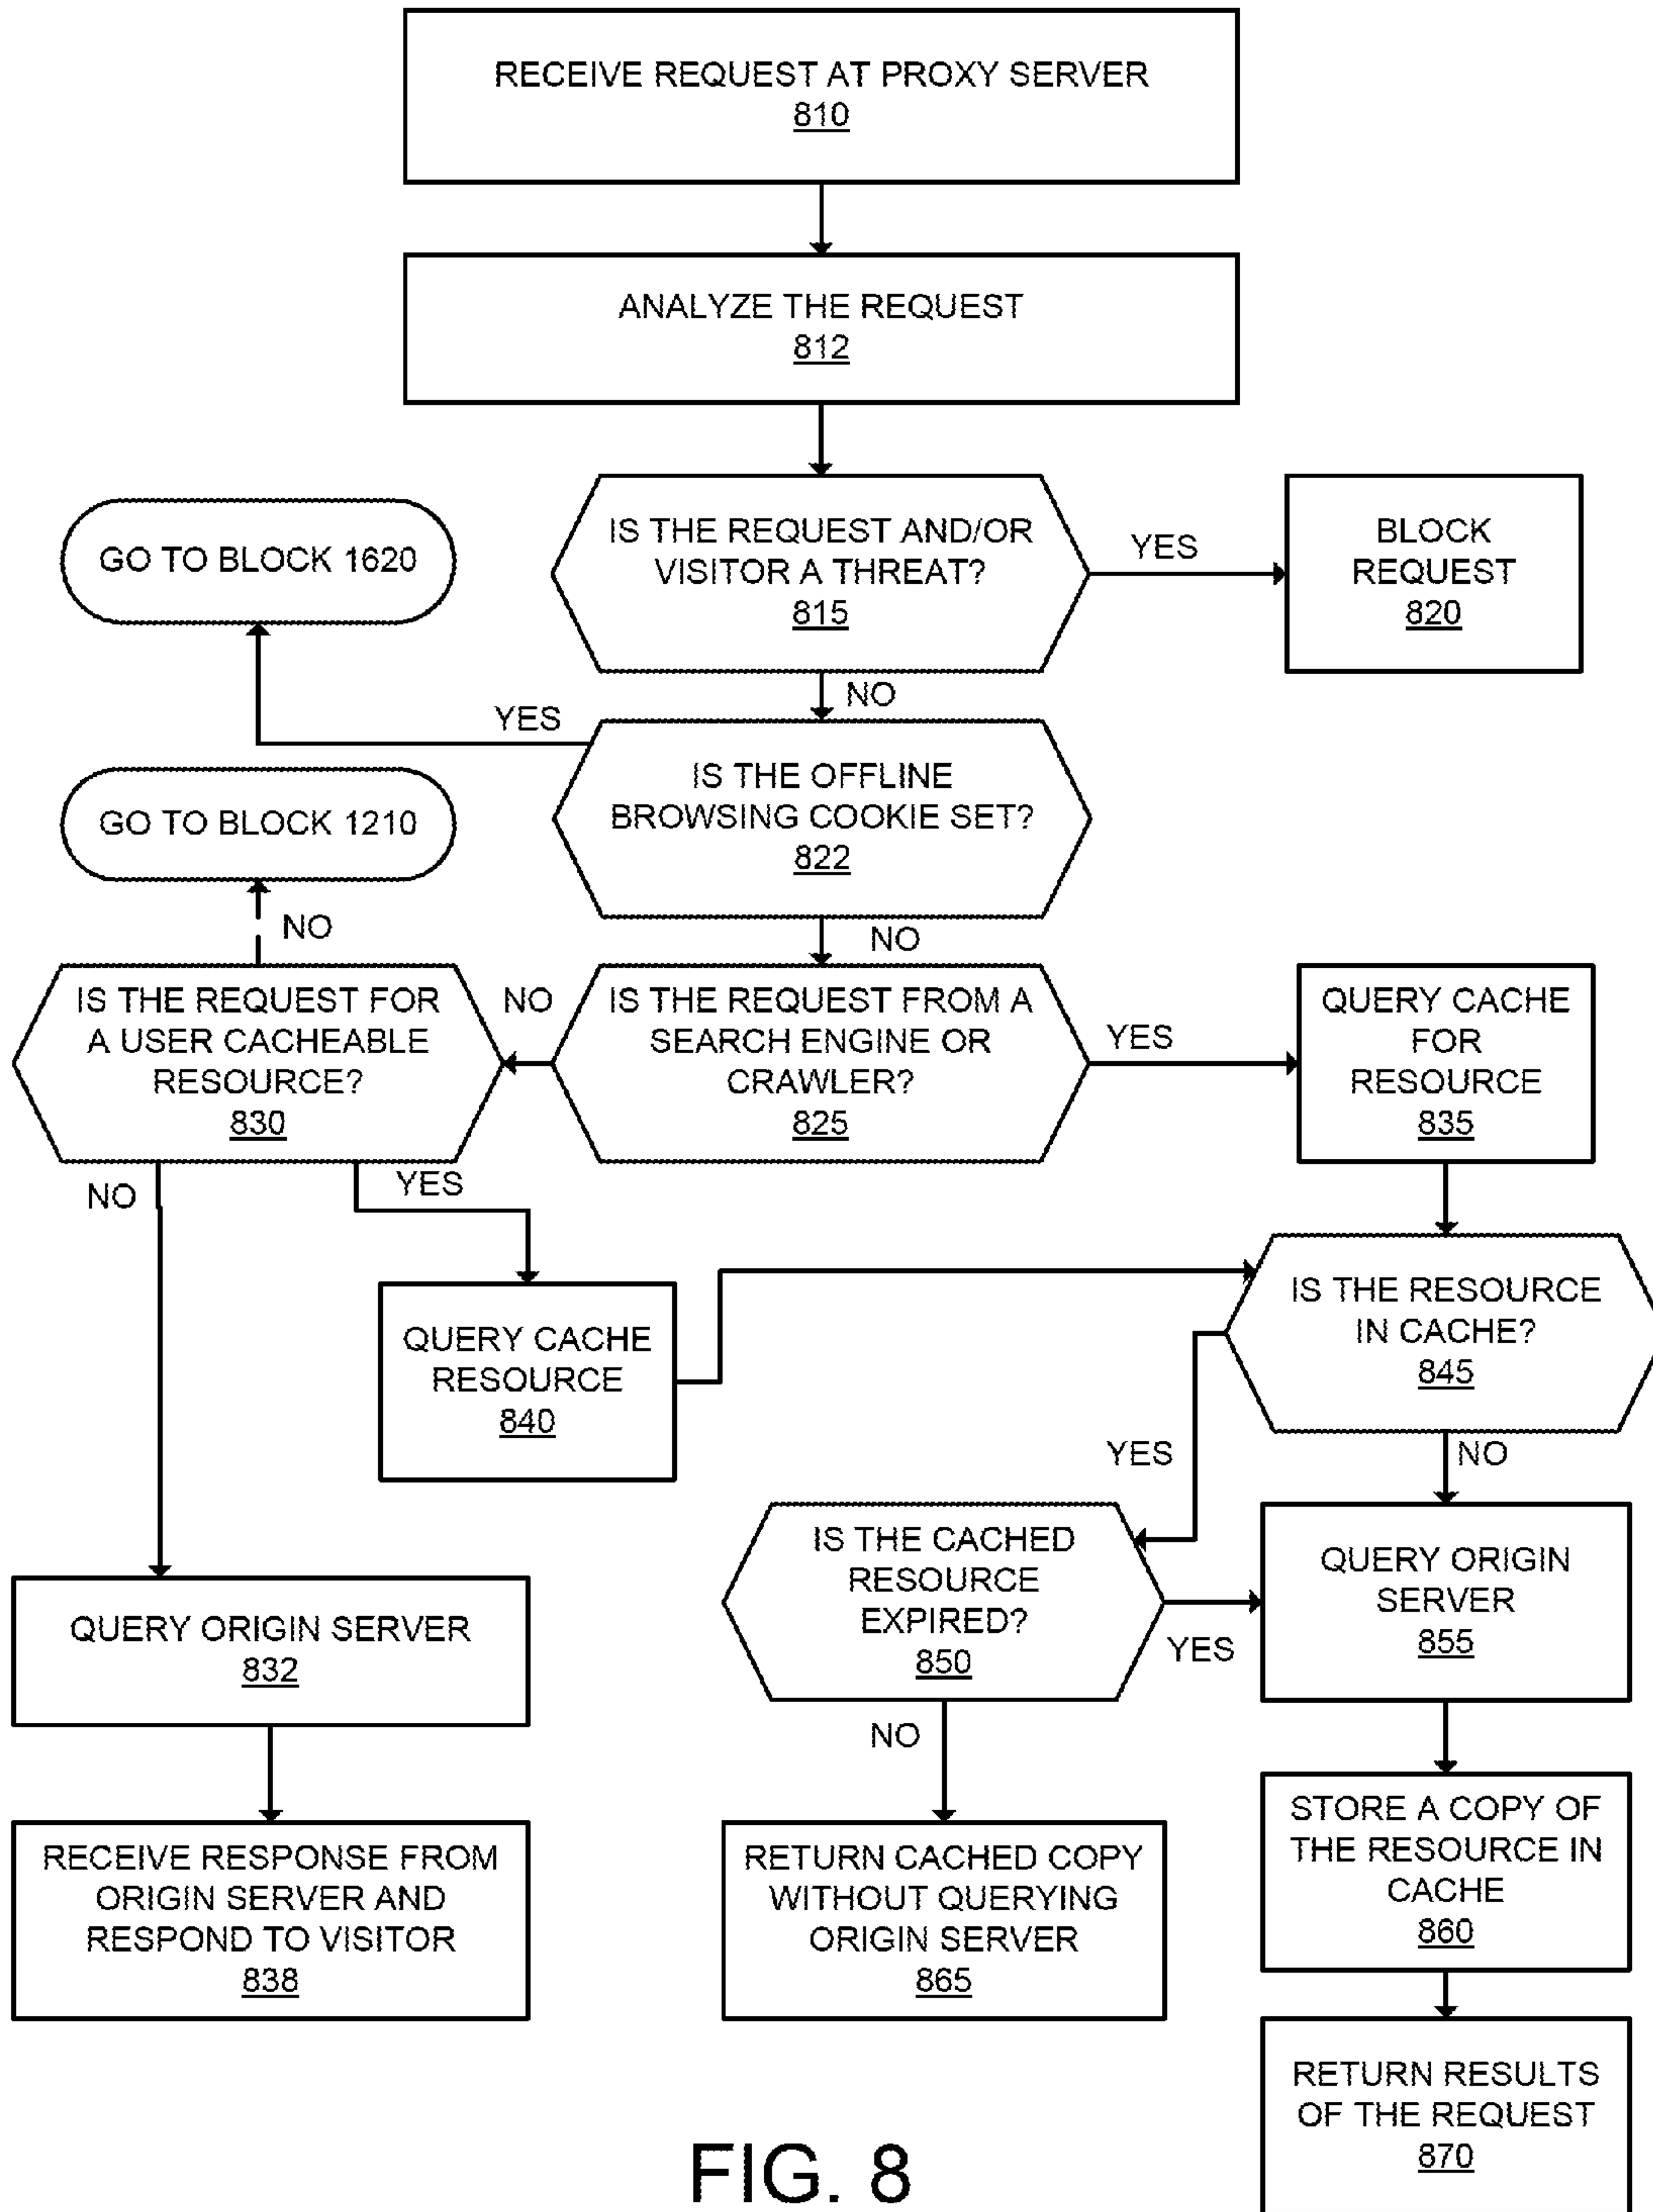 RECEIVE REQUEST AT PROXY SERVER
810
ANALYZE THE REQUEST
812
IS THE REQUEST AND/OR
VISITOR A THREAT?
815
YES
BLOCK
REQUEST
820
GO TO BLOCK 1620
NO
YES
IS THE OFFLINE
BROWSING COOKIE SET?
822
GO TO BLOCK 1210
NO
NO
IS THE REQUEST FOR
A USER CACHEABLE
RESOURCE?
830
NO
IS THE REQUEST FROM A
SEARCH ENGINE OR
CRAWLER?
825
YES
QUERY CACHE
FOR
RESOURCE
835
NO
YES
QUERY CACHE
RESOURCE
840
IS THE RESOURCE
IN CACHE?
845
YES
NO
IS THE CACHED
RESOURCE
EXPIRED?
850
YES
QUERY ORIGIN
SERVER
855
QUERY ORIGIN SERVER
832
NO
RECEIVE RESPONSE FROM
ORIGIN SERVER AND
RESPOND TO VISITOR
838
RETURN CACHED COPY
WITHOUT QUERYING
ORIGIN SERVER
865
STORE A COPY OF
THE RESOURCE IN
CACHE
860
RETURN RESULTS
OF THE REQUEST
870
FIG. 8